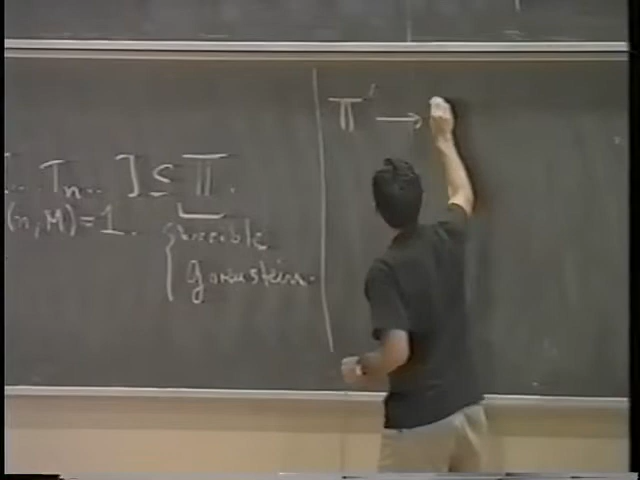 ... T_n .. ] ⊆ 𝕋.
(n, M) = 1.
Gorenstein.
𝕋' →